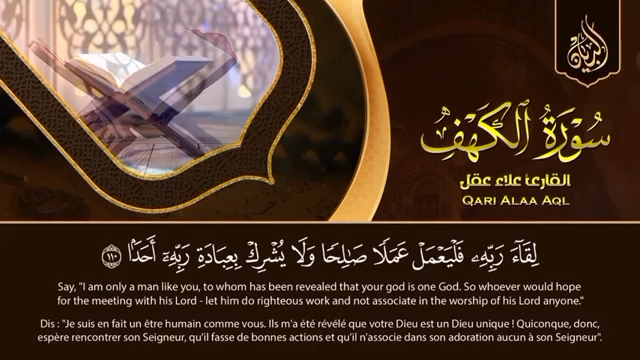 الريان
سُورَةُ الْكَهْفِ
القارئ علاء عقل
QARI ALAA AQL
لِقَآءَ رَبِّهِۦ فَلْيَعْمَلْ عَمَلًا صَٰلِحًا وَلَا يُشْرِكْ بِعِبَادَةِ رَبِّهِۦٓ أَحَدًۢا ١١٠
Say, "I am only a man like you, to whom has been revealed that your god is one God. So whoever would hope
for the meeting with his Lord - let him do righteous work and not associate in the worship of his Lord anyone."
Dis : "Je suis en fait un être humain comme vous. Ils m'a été révélé que votre Dieu est un Dieu unique ! Quiconque, donc,
espère rencontrer son Seigneur, qu'il fasse de bonnes actions et qu'il n'associe dans son adoration aucun à son Seigneur".